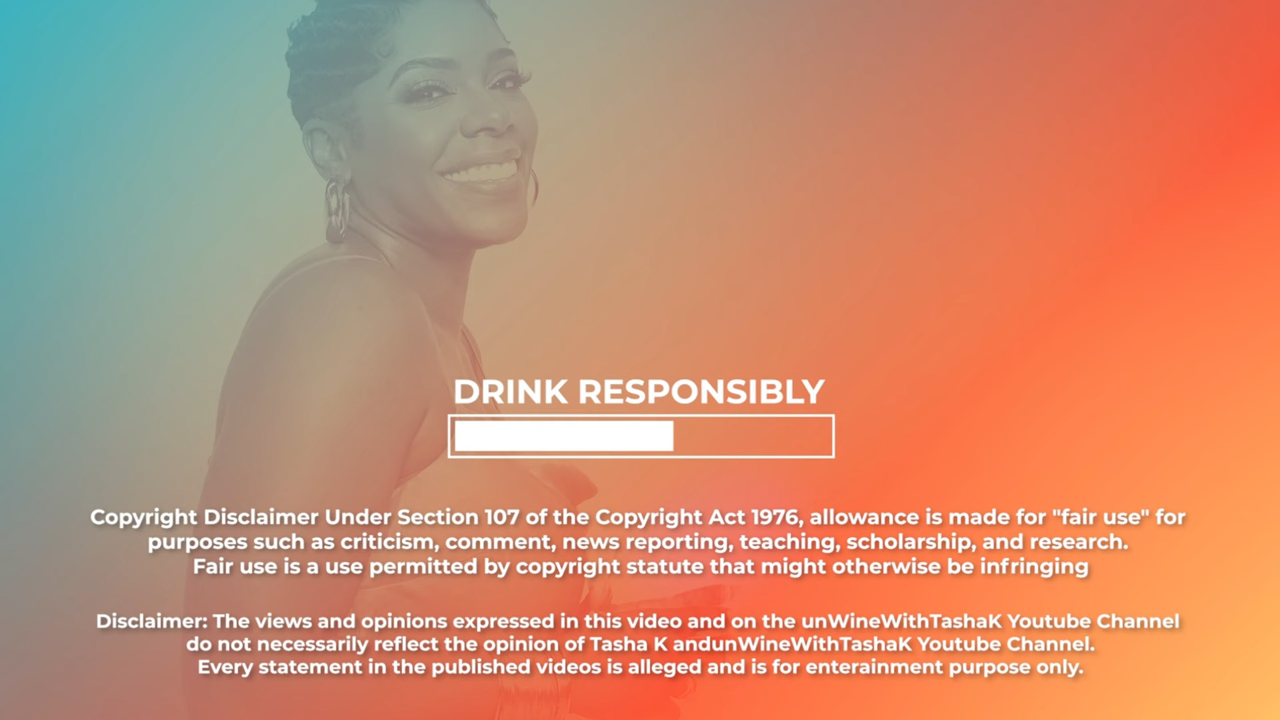 DRINK RESPONSIBLY
Copyright Disclaimer Under Section 107 of the Copyright Act 1976, allowance is made for "fair use" for
purposes such as criticism, comment, news reporting, teaching, scholarship, and research.
Fair use is a use permitted by copyright statute that might otherwise be infringing
Disclaimer: The views and opinions expressed in this video and on the unWineWithTashaK Youtube Channel
do not necessarily reflect the opinion of Tasha K andunWineWithTashaK Youtube Channel.
Every statement in the published videos is alleged and is for enterainment purpose only.